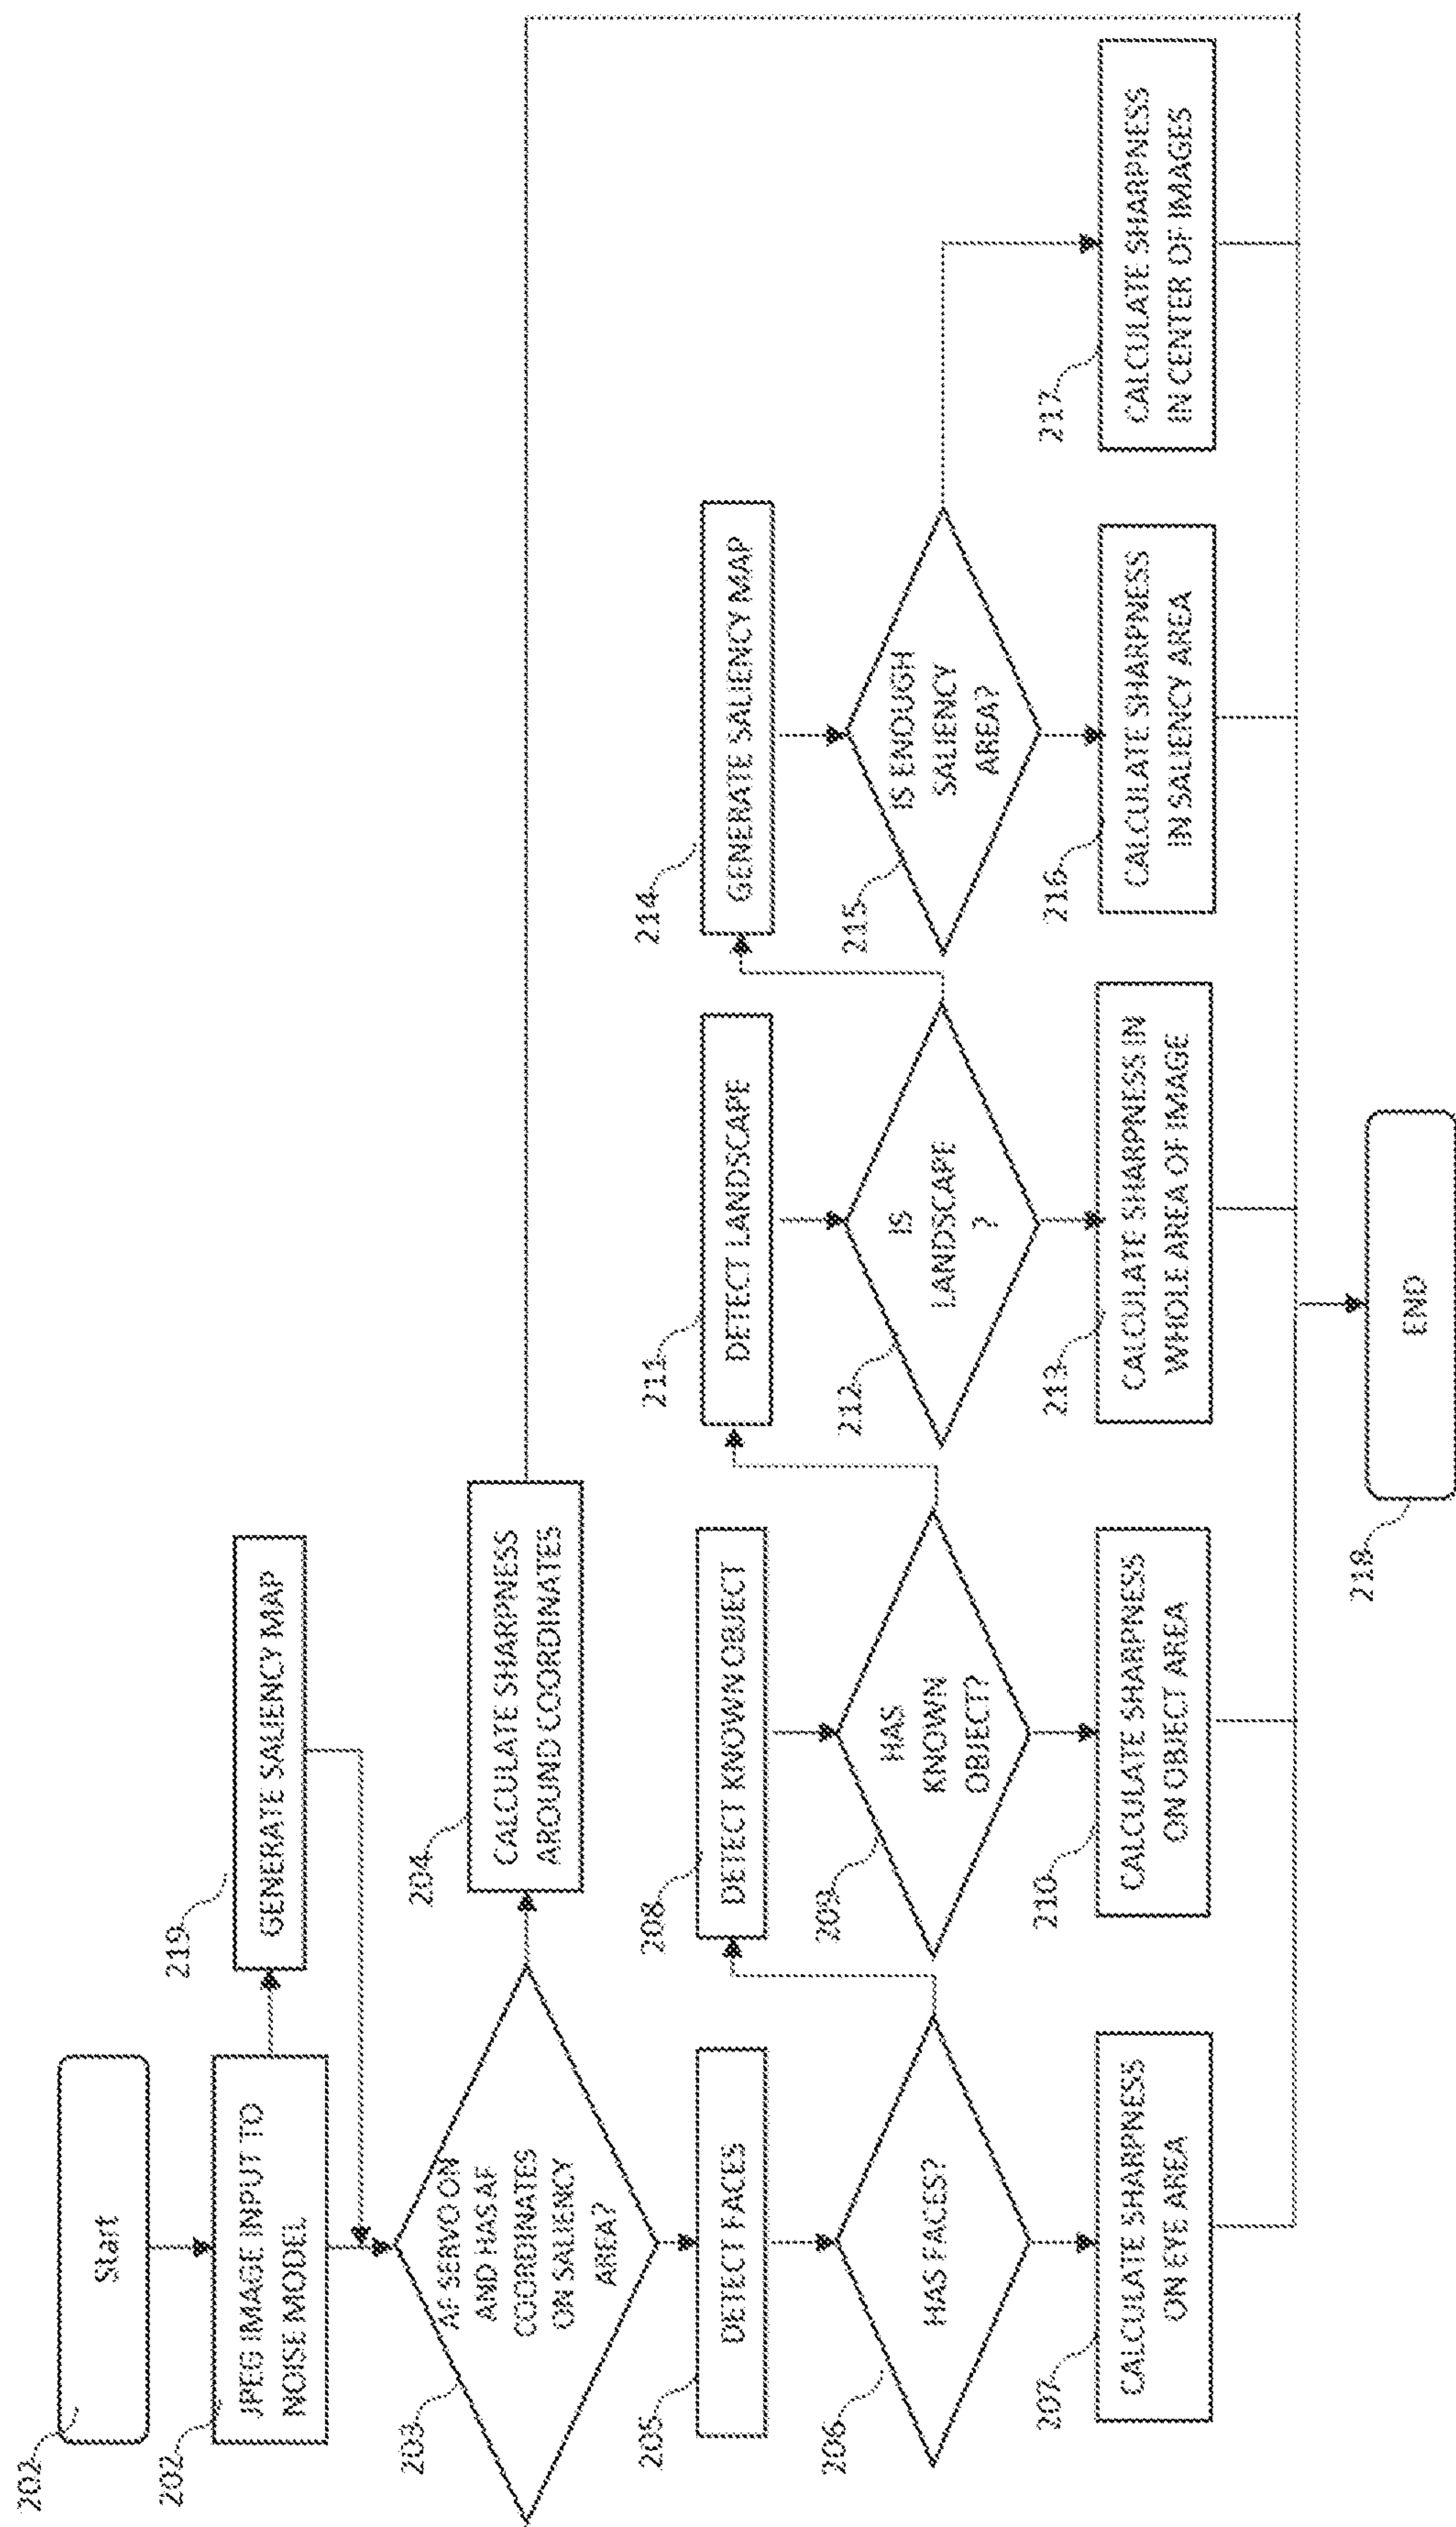 202
Start
202
JPEG IMAGE INPUT TO
NOISE MODEL
219
GENERATE SALIENCY MAP
203
AF SERVO ON
AND HAS AF
COORDINATES
ON SALIENCY
AREA?
204
CALCULATE SHARPNESS
AROUND COORDINATES
205
DETECT FACES
206
HAS FACES?
207
CALCULATE SHARPNESS
ON EYE AREA
208
DETECT KNOWN OBJECT
209
HAS
KNOWN
OBJECT?
210
CALCULATE SHARPNESS
ON OBJECT AREA
211
DETECT LANDSCAPE
212
IS
LANDSCAPE
?
213
CALCULATE SHARPNESS IN
WHOLE AREA OF IMAGE
214
GENERATE SALIENCY MAP
215
IS ENOUGH
SALIENCY
AREA?
216
CALCULATE SHARPNESS
IN SALIENCY AREA
217
CALCULATE SHARPNESS
IN CENTER OF IMAGES
218
END